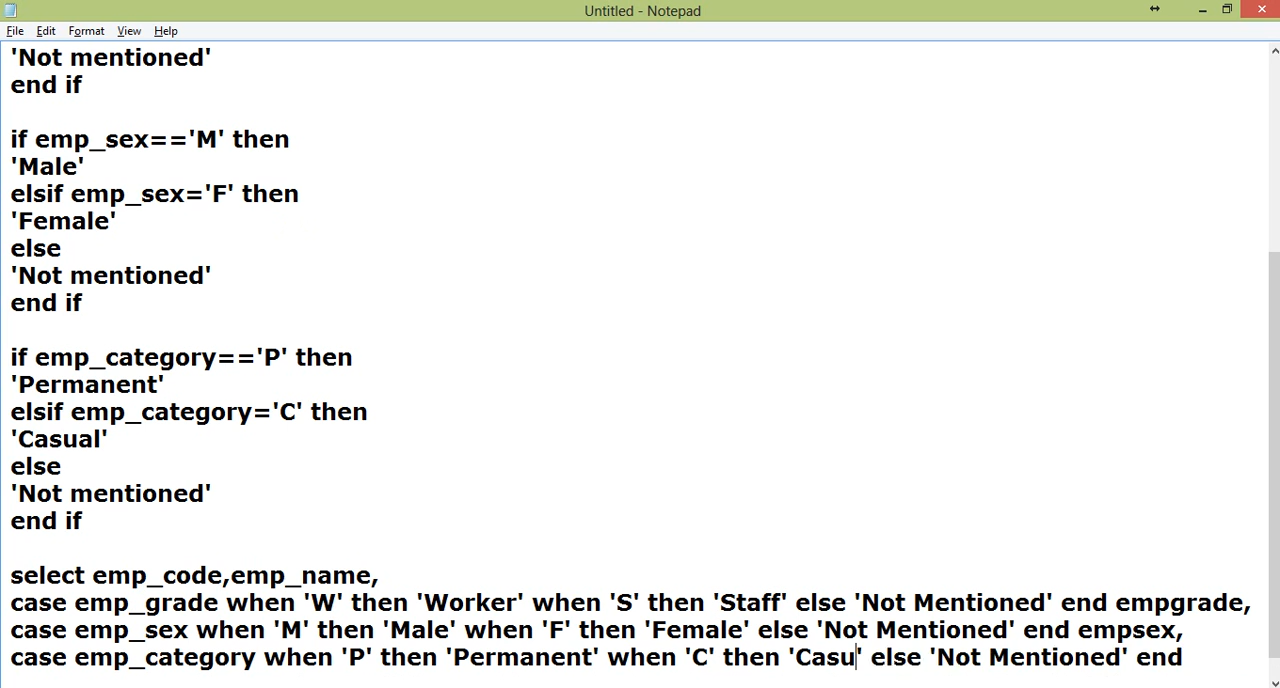 Untitled - Notepad
File Edit Format View Help
'Not mentioned'
end if
if emp_sex=='M' then
'Male'
elsif emp_sex='F' then
'Female'
else
'Not mentioned'
end if
if emp_category=='P' then
'Permanent'
elsif emp_category='C' then
'Casual'
else
'Not mentioned'
end if
select emp_code,emp_name,
case emp_grade when 'W' then 'Worker' when 'S' then 'Staff' else 'Not Mentioned' end empgrade,
case emp_sex when 'M' then 'Male' when 'F' then 'Female' else 'Not Mentioned' end empsex,
case emp_category when 'P' then 'Permanent' when 'C' then 'Casu' else 'Not Mentioned' end